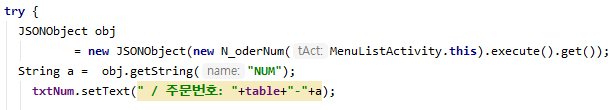 try {
JSONObject obj
= new JSONObject(new N_oderNum( tAct: MenuListActivity.this).execute().get());
String a =  obj.getString( name: "NUM");
txtNum.setText(" / 주문번호: "+table+"-"+a);